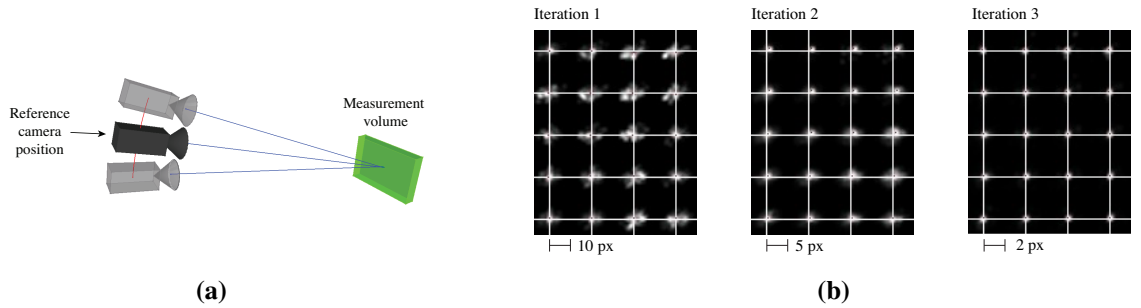 Reference
camera
position
Measurement
volume
(a)
Iteration 1
Iteration 2
Iteration 3
10 px
5 px
2 px
(b)